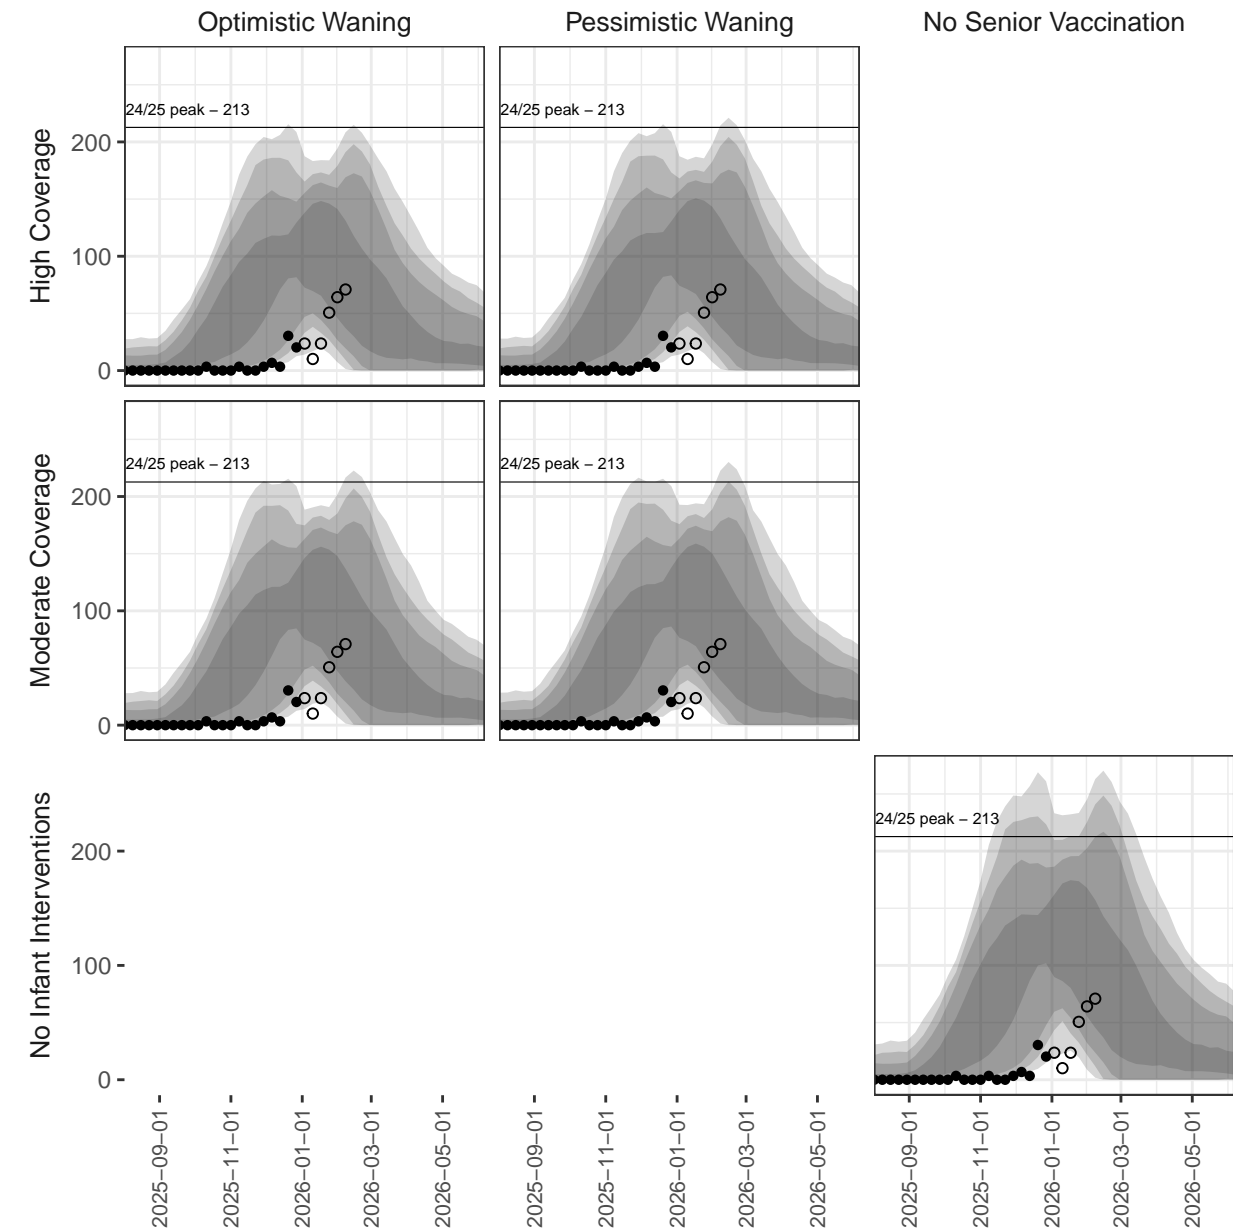 Optimistic Waning
Pessimistic Waning
No Senior Vaccination
High Coverage
24/25 peak − 213
24/25 peak − 213
200
100
0
Moderate Coverage
24/25 peak − 213
24/25 peak − 213
200
100
0
No Infant Interventions
24/25 peak − 213
200
100
0
2025−09−01
2025−11−01
2026−01−01
2026−03−01
2026−05−01
2025−09−01
2025−11−01
2026−01−01
2026−03−01
2026−05−01
2025−09−01
2025−11−01
2026−01−01
2026−03−01
2026−05−01